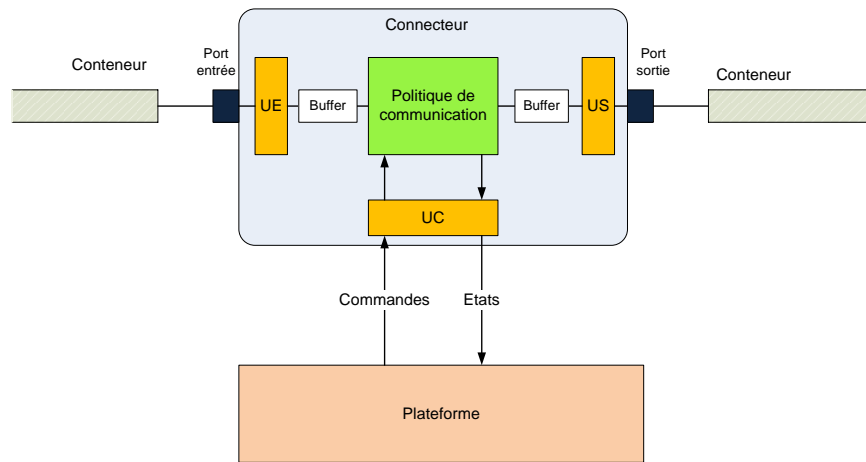 Connecteur
Conteneur
Port
entrée
UE
Buffer
Politique de
communication
Buffer
US
Port
sortie
Conteneur
UC
Commandes
Etats
Plateforme